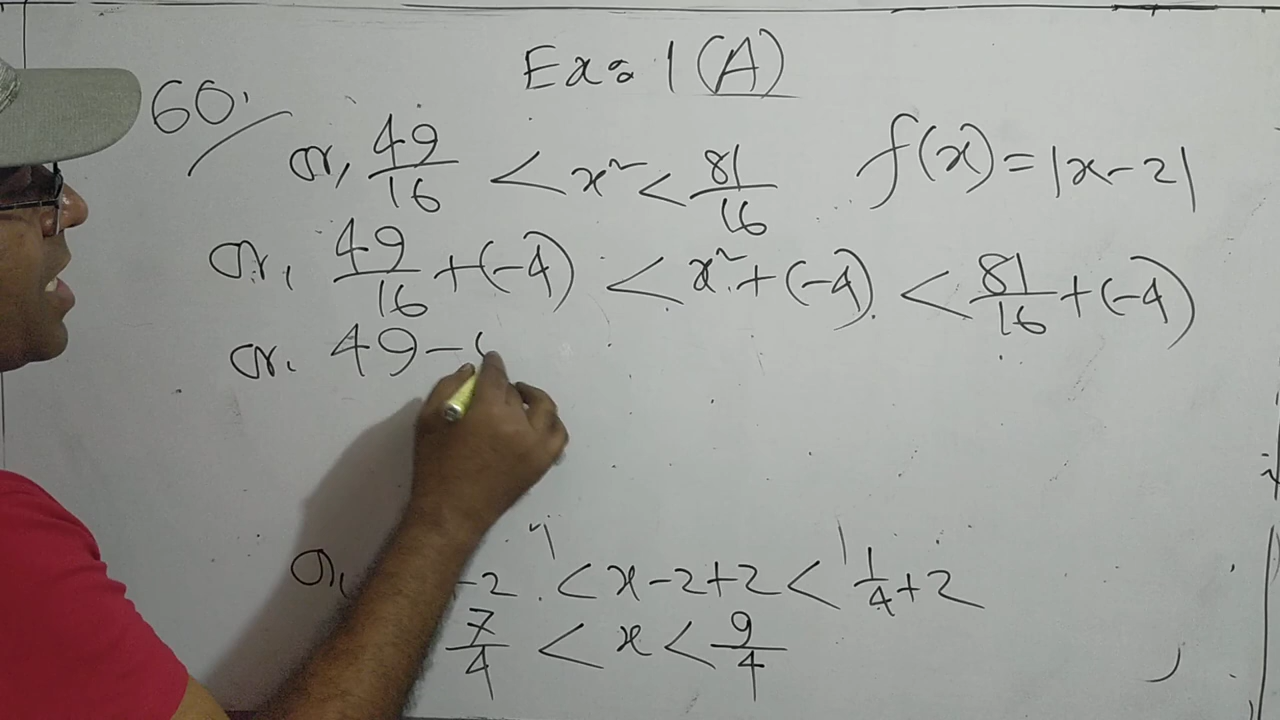 Ex: 1(A)
60.
or, 49/16 < x² < 81/16
f(x) = |x-2|
or, 49/16 + (-4) < x² + (-4) < 81/16 + (-4)
or. 49 -
-2 < x-2+2 < 1/4 + 2
7/4 < x < 9/4